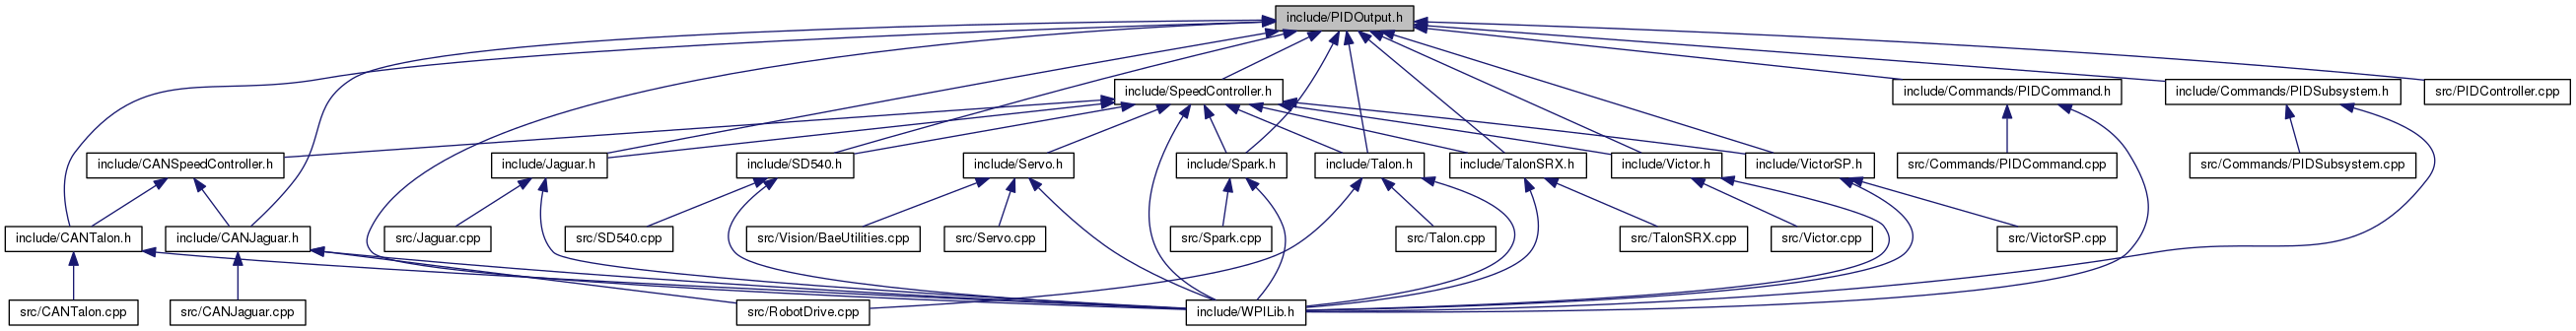 include/PIDOutput.h
include/SpeedController.h
include/Commands/PIDCommand.h
include/Commands/PIDSubsystem.h
src/PIDController.cpp
include/CANSpeedController.h
include/Jaguar.h
include/SD540.h
include/Servo.h
include/Spark.h
include/Talon.h
include/TalonSRX.h
include/Victor.h
include/VictorSP.h
src/Commands/PIDCommand.cpp
src/Commands/PIDSubsystem.cpp
include/CANTalon.h
include/CANJaguar.h
src/Jaguar.cpp
src/SD540.cpp
src/Vision/BaeUtilities.cpp
src/Servo.cpp
src/Spark.cpp
src/Talon.cpp
src/TalonSRX.cpp
src/Victor.cpp
src/VictorSP.cpp
src/CANTalon.cpp
src/CANJaguar.cpp
src/RobotDrive.cpp
include/WPILib.h